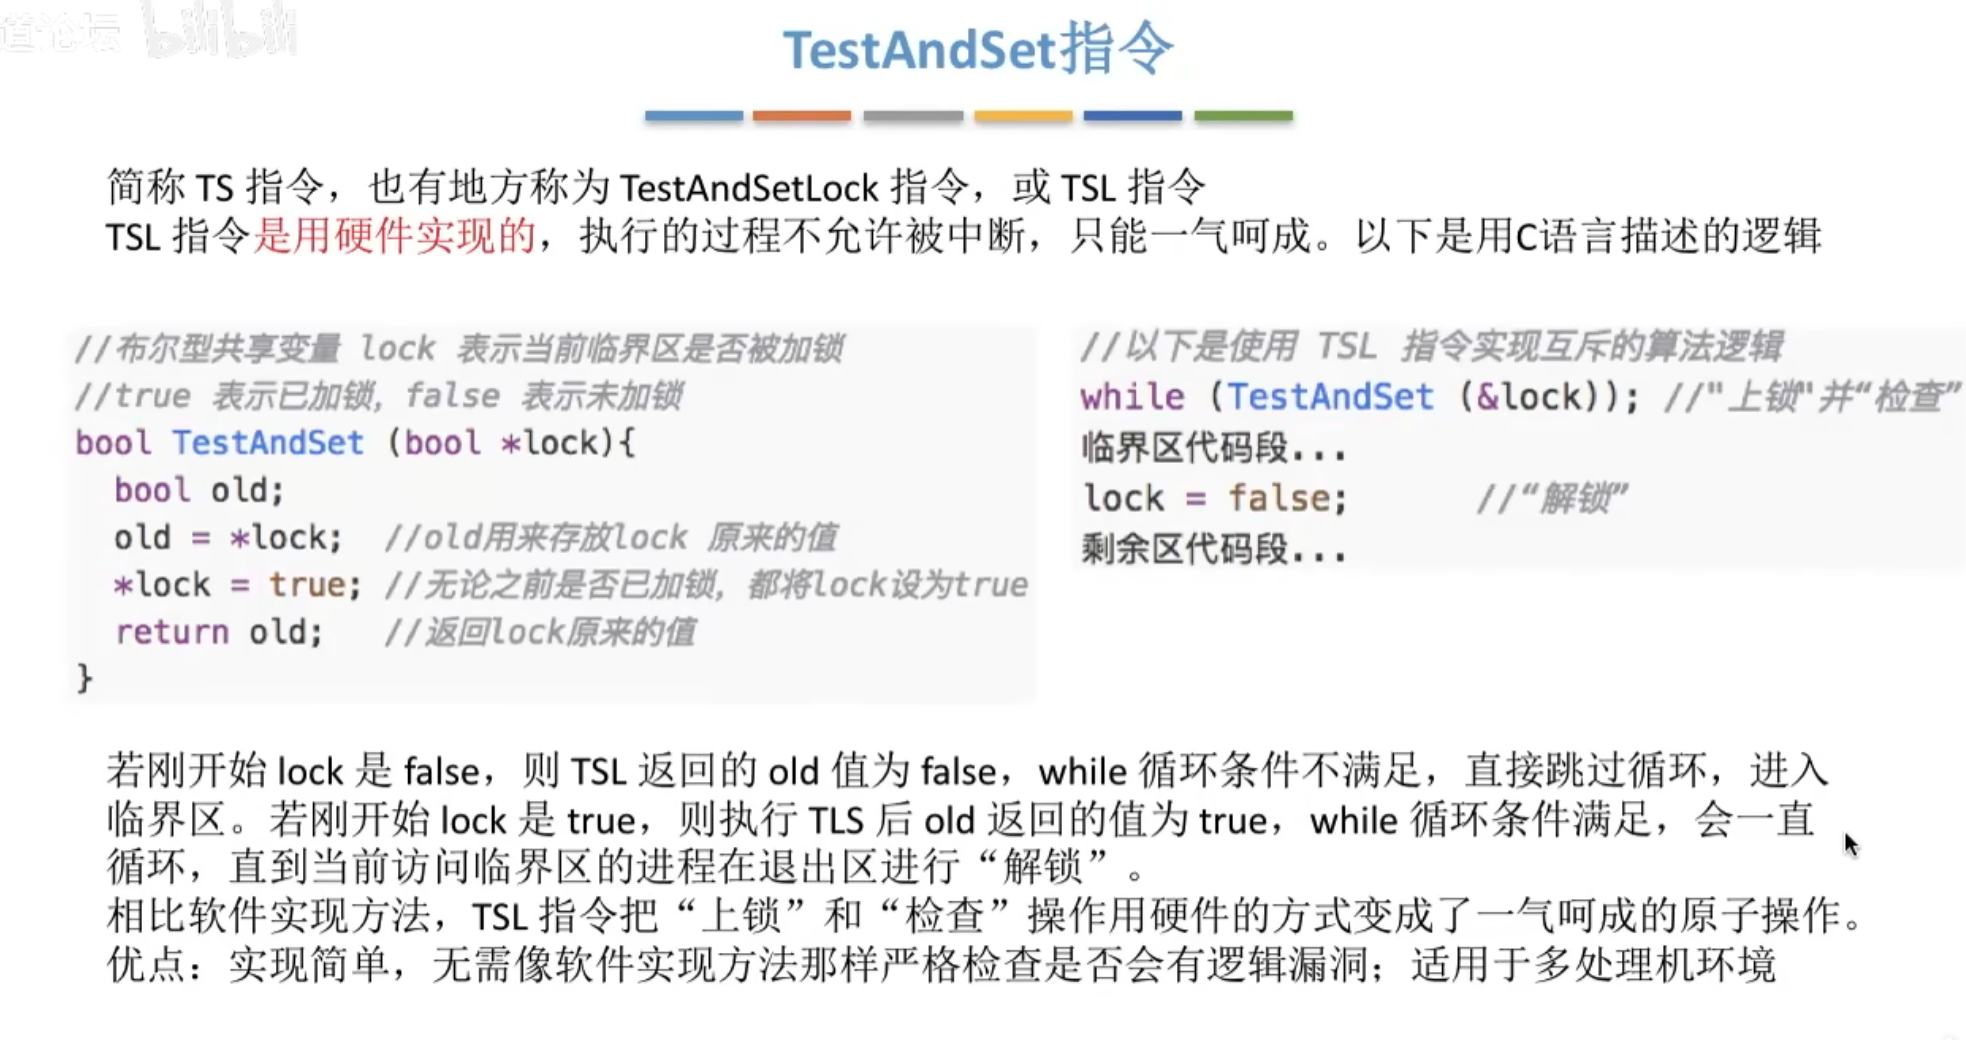 道论坛 bilibili
TestAndSet指令
简称 TS 指令，也有地方称为 TestAndSetLock 指令，或 TSL 指令
TSL 指令是用硬件实现的，执行的过程不允许被中断，只能一气呵成。以下是用C语言描述的逻辑
//布尔型共享变量 lock 表示当前临界区是否被加锁
//true 表示已加锁，false 表示未加锁
bool TestAndSet (bool *lock){
bool old;
old = *lock; //old用来存放lock 原来的值
*lock = true; //无论之前是否已加锁，都将lock设为true
return old; //返回lock原来的值
}
//以下是使用 TSL 指令实现互斥的算法逻辑
while (TestAndSet (&lock)); //"上锁"并“检查”
临界区代码段...
lock = false; //“解锁”
剩余区代码段...
若刚开始 lock 是 false，则 TSL 返回的 old 值为 false，while 循环条件不满足，直接跳过循环，进入
临界区。若刚开始 lock 是 true，则执行 TLS 后 old 返回的值为 true，while 循环条件满足，会一直
循环，直到当前访问临界区的进程在退出区进行“解锁”。
相比软件实现方法，TSL 指令把“上锁”和“检查”操作用硬件的方式变成了一气呵成的原子操作。
优点：实现简单，无需像软件实现方法那样严格检查是否会有逻辑漏洞；适用于多处理机环境